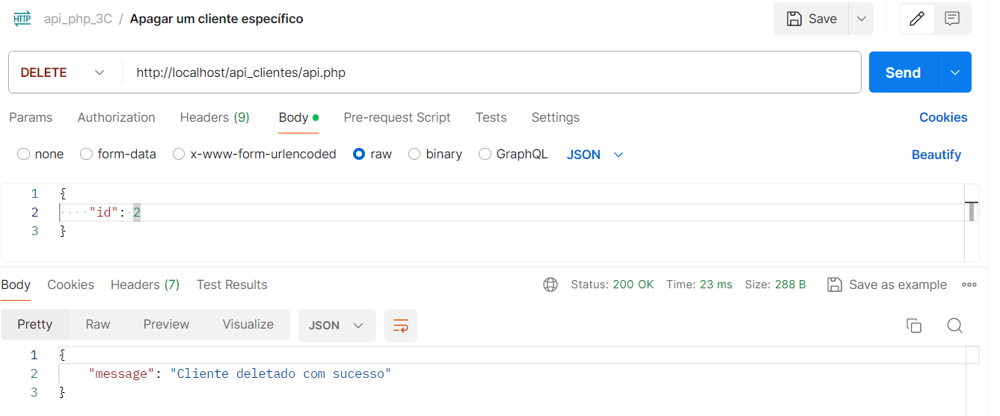 HTTP api_php_3C / Apagar um cliente específico Save
DELETE http://localhost/api_clientes/api.php Send
Params Authorization Headers (9) Body Pre-request Script Tests Settings Cookies
none form-data x-www-form-urlencoded raw binary GraphQL JSON Beautify
1 {
2 "id": 2
3 }
Body Cookies Headers (7) Test Results Status: 200 OK Time: 23 ms Size: 288 B Save as example
Pretty Raw Preview Visualize JSON
1 {
2 "message": "Cliente deletado com sucesso"
3 }